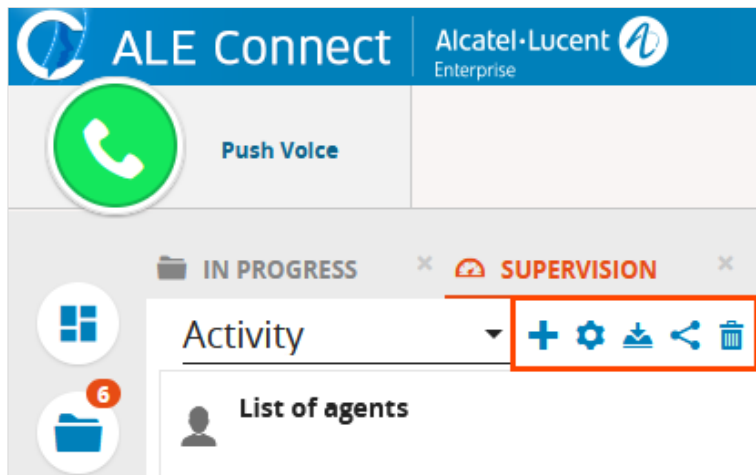 ALE Connect
Alcatel·Lucent
Enterprise
Push Voice
IN PROGRESS
SUPERVISION
Activity
List of agents
6